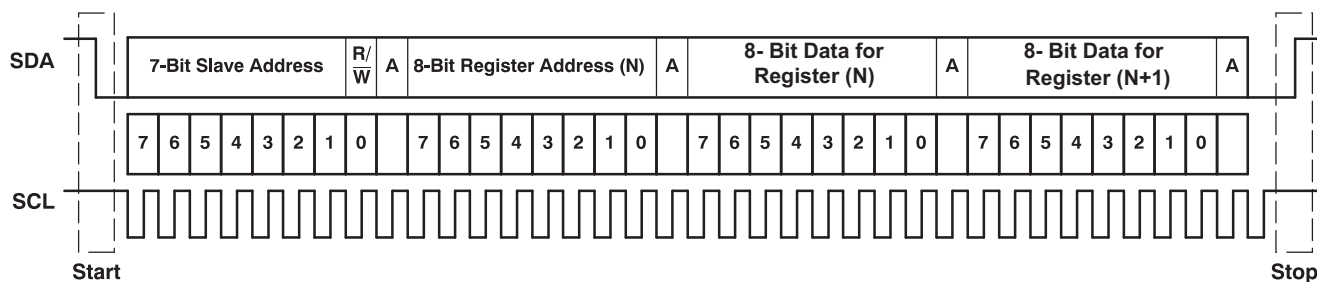 SDA
7-Bit Slave Address
R/
W
A
8-Bit Register Address (N)
A
8- Bit Data for
Register (N)
A
8- Bit Data for
Register (N+1)
A
7 6 5 4 3 2 1 0 7 6 5 4 3 2 1 0 7 6 5 4 3 2 1 0 7 6 5 4 3 2 1 0
SCL
Start
Stop